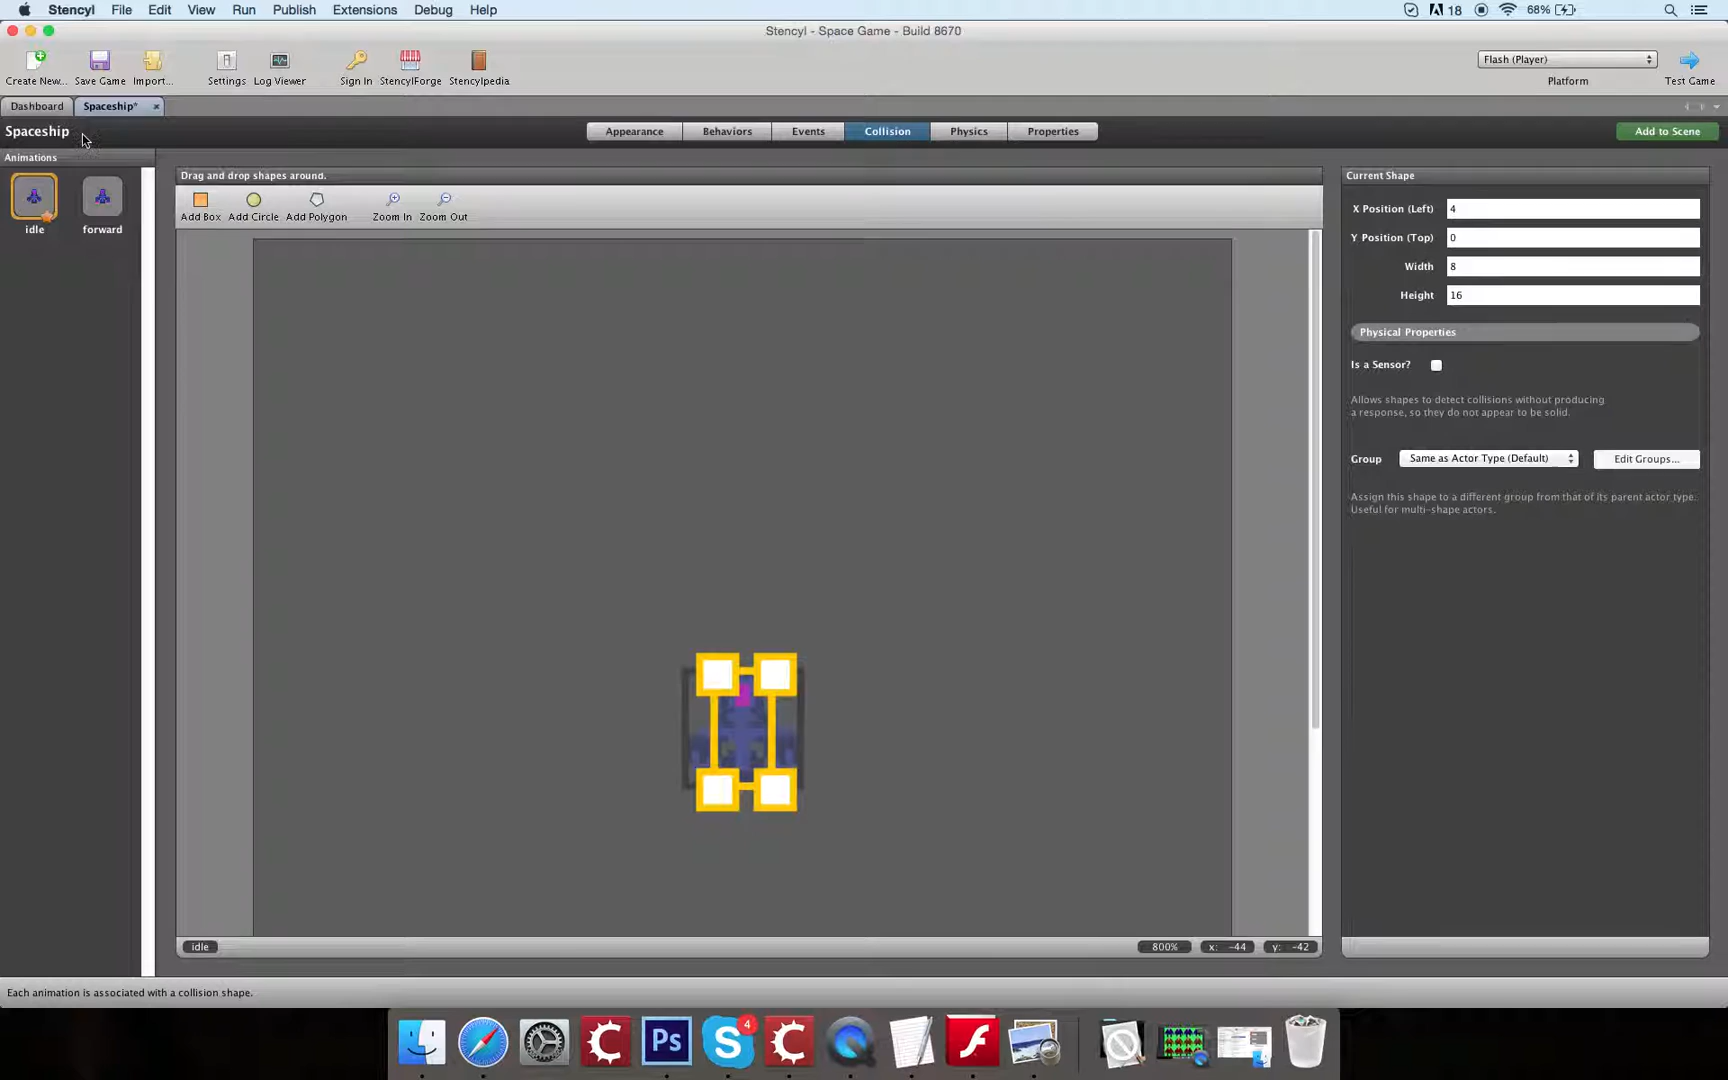 Stencyl File Edit View Run Publish Extensions Debug Help 18 68%
Stencyl - Space Game - Build 8670
Create New... Save Game Import... Settings Log Viewer Sign In StencylForge Stencylpedia
Flash (Player)
Platform Test Game
Dashboard Spaceship*
Spaceship Appearance Behaviors Events Collision Physics Properties Add to Scene
Animations
idle forward
Drag and drop shapes around.
Add Box Add Circle Add Polygon Zoom In Zoom Out
Current Shape
X Position (Left) 4
Y Position (Top) 0
Width 8
Height 16
Physical Properties
Is a Sensor?
Allows shapes to detect collisions without producing
a response, so they do not appear to be solid.
Group Same as Actor Type (Default) Edit Groups...
Assign this shape to a different group from that of its parent actor type.
Useful for multi-shape actors.
idle 800% x: -44 y: -42
Each animation is associated with a collision shape.
Ps 4